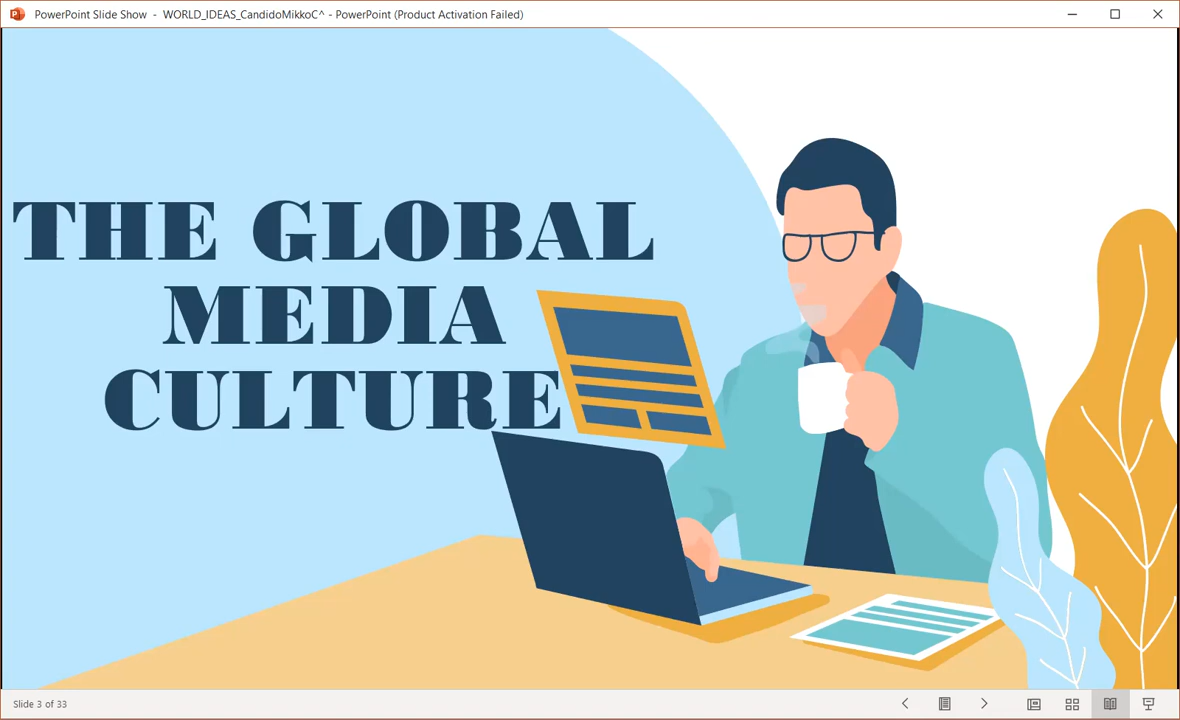 PowerPoint Slide Show - WORLD_IDEAS_CandidoMikkoC^ - PowerPoint (Product Activation Failed)
THE GLOBAL
MEDIA
CULTURE
Slide 3 of 33